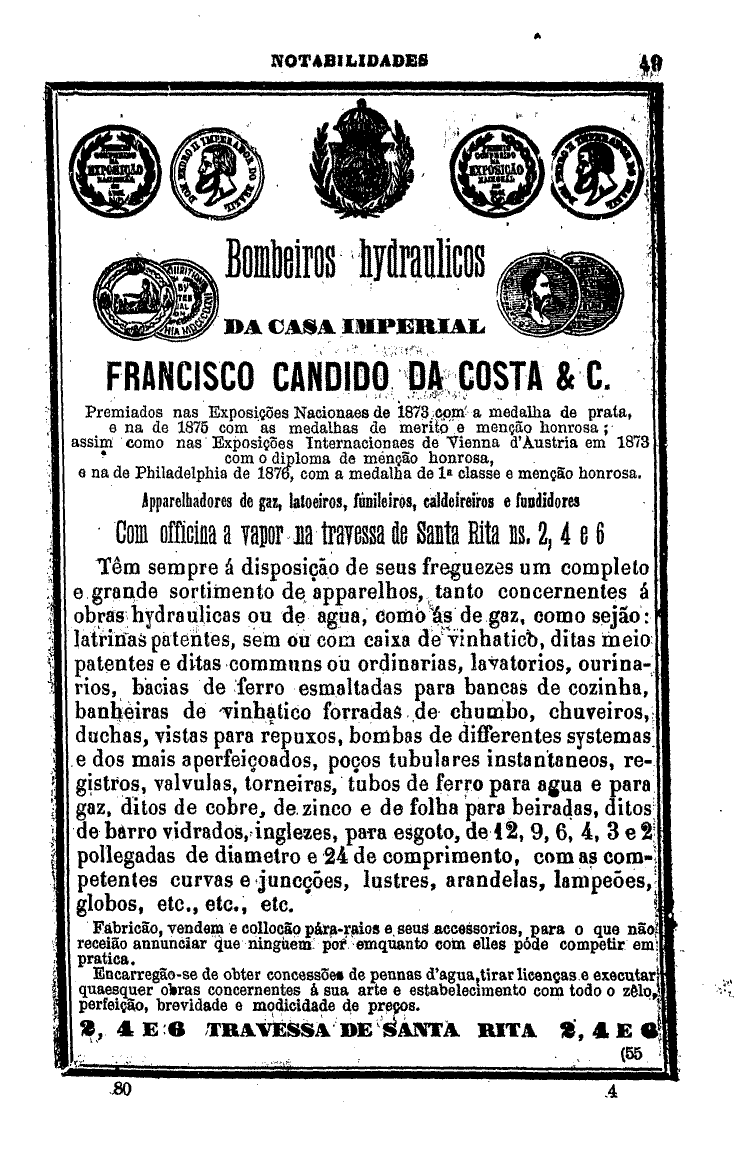 NOTABILIDADES
49
EXPOSIÇÃO
NACIONAL
DOM PEDRO II IMPERADOR DO BRAZIL
EXPOSIÇÃO
NACIONAL
Bombeiros hydraulicos
DA CASA IMPERIAL
FRANCISCO CANDIDO DA COSTA & C.
Premiados nas Exposições Nacionaes de 1873 com a medalha de prata,
e na de 1875 com as medalhas de merito e menção honrosa;
assim como nas Exposições Internacionaes de Vienna d'Austria em 1873
com o diploma de menção honrosa,
e na de Philadelphia de 1876, com a medalha de 1ª classe e menção honrosa.
Apparelhadores de gaz, latoeiros, funileiros, caldeireiros e fundidores
Com officina a vapor na travessa de Santa Rita ns. 2, 4 e 6
Têm sempre á disposição de seus freguezes um completo
e grande sortimento de apparelhos, tanto concernentes á
obras hydraulicas ou de agua, como ás de gaz, como sejão:
latrinas patentes, sem ou com caixa de vinhatico, ditas meio
patentes e ditas communs ou ordinarias, lavatorios, ourina-
rios, bacias de ferro esmaltadas para bancas de cozinha,
banheiras de vinhatico forradas de chumbo, chuveiros,
duchas, vistas para repuxos, bombas de differentes systemas
e dos mais aperfeiçoados, poços tubulares instantaneos, re-
gistros, valvulas, torneiras, tubos de ferro para agua e para
gaz, ditos de cobre, de zinco e de folha para beiradas, ditos
de barro vidrados, inglezes, para esgoto, de 12, 9, 6, 4, 3 e 2
pollegadas de diametro e 24 de comprimento, com as com-
petentes curvas e juncções, lustres, arandelas, lampeões,
globos, etc., etc., etc.
Fabricão, vendem e collocão pára-raios e seus accessorios, para o que não
receião annunciar que ninguem por emquanto com elles póde competir em
pratica.
Encarregão-se de obter concessões de pennas d'agua, tirar licenças e executar
quaesquer obras concernentes á sua arte e estabelecimento com todo o zêlo,
perfeição, brevidade e modicidade de preços.
2, 4 E 6 TRAVESSA DE SANTA RITA 2, 4 E 6
(55
80
4